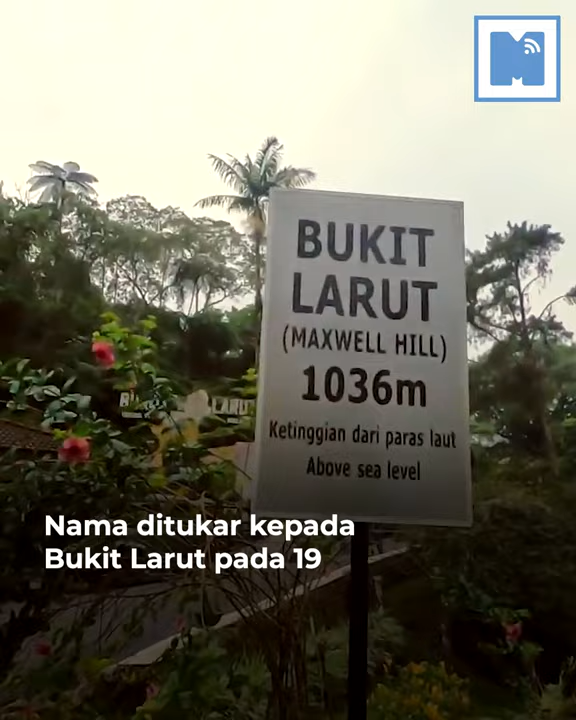 BUKIT
LARUT
(MAXWELL HILL)
1036m
Ketinggian dari paras laut
Above sea level
LARUT
Nama ditukar kepada
Bukit Larut pada 19